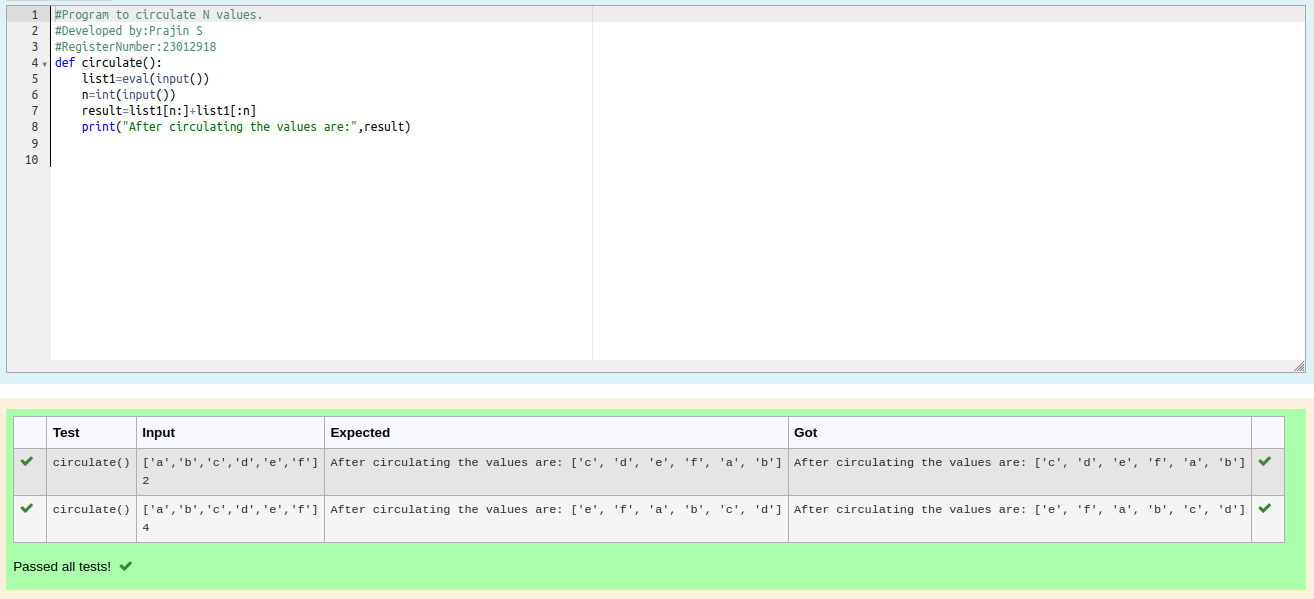 1 #Program to circulate N values.
2 #Developed by:Prajin S
3 #RegisterNumber:23012918
4 def circulate():
5     list1=eval(input())
6     n=int(input())
7     result=list1[n:]+list1[:n]
8     print("After circulating the values are:",result)
9
10
Test Input Expected Got
circulate() ['a','b','c','d','e','f'] After circulating the values are: ['c', 'd', 'e', 'f', 'a', 'b'] After circulating the values are: ['c', 'd', 'e', 'f', 'a', 'b']
2
circulate() ['a','b','c','d','e','f'] After circulating the values are: ['e', 'f', 'a', 'b', 'c', 'd'] After circulating the values are: ['e', 'f', 'a', 'b', 'c', 'd']
4
Passed all tests!